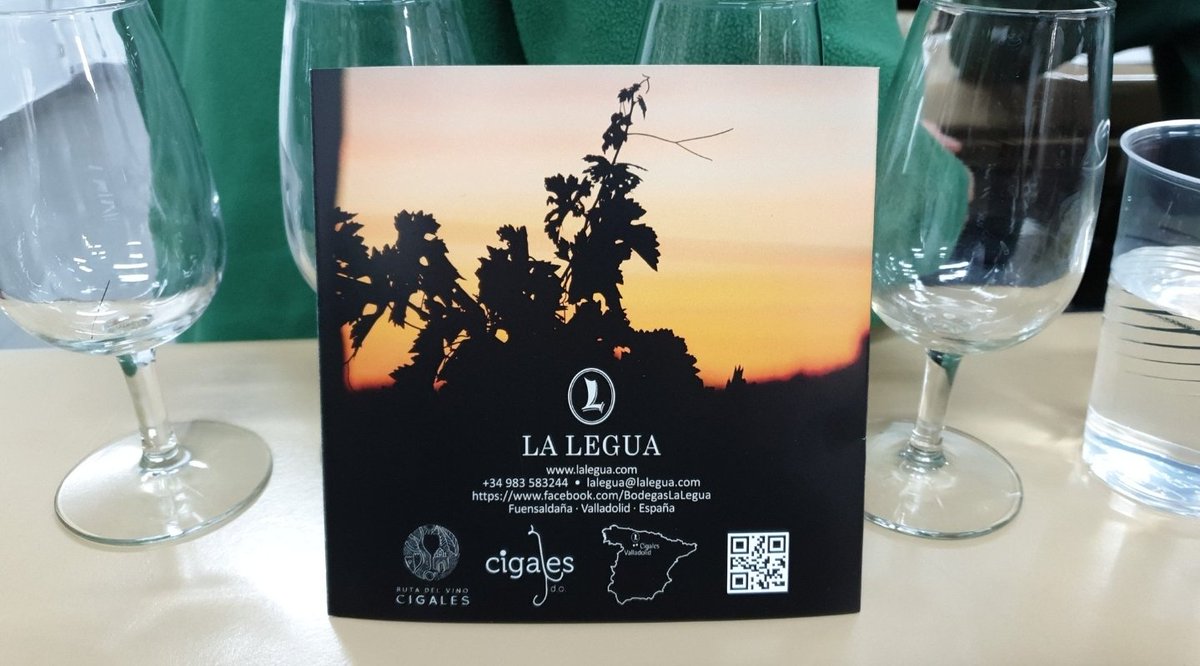 L
LA LEGUA
www.lalegua.com
+34 983 583244 • lalegua@lalegua.com
https://www.facebook.com/BodegasLaLegua
Fuensaldaña · Valladolid · España
RUTA DEL VINO
CIGALES
cigales
d.o.
L
Cigales
Valladolid